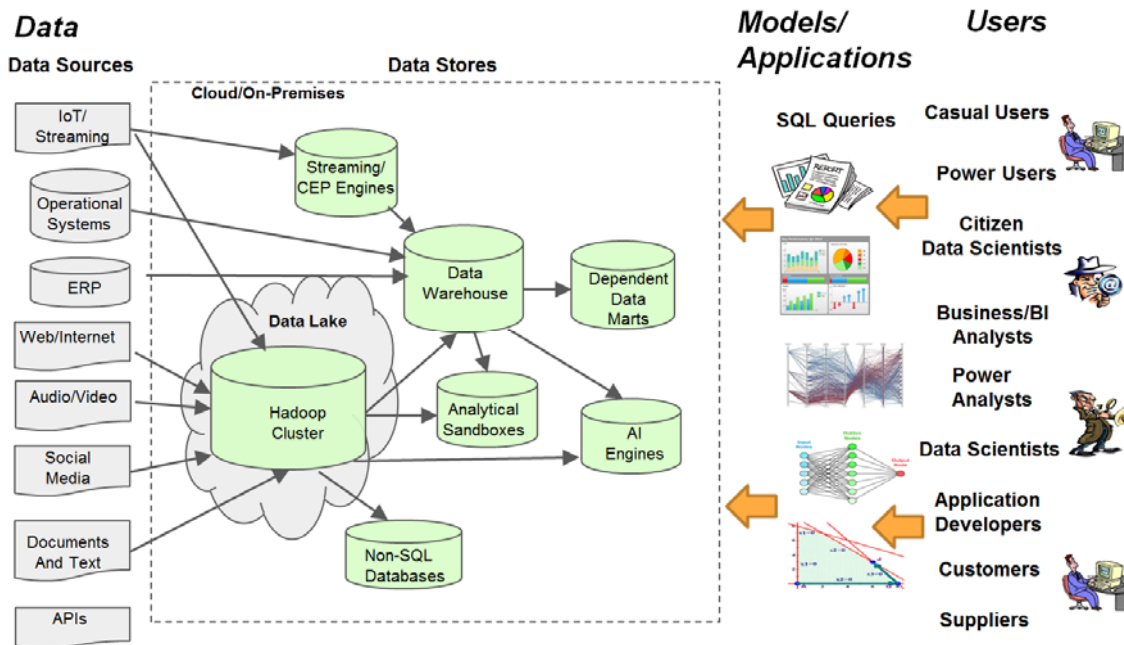 Data
Models/
Applications
Users
Data Sources
Data Stores
Cloud/On-Premises
IoT/
Streaming
Operational
Systems
ERP
Web/Internet
Audio/Video
Social
Media
Documents
And Text
APIs
Streaming/
CEP Engines
Data
Warehouse
Dependent
Data
Marts
Data Lake
Hadoop
Cluster
Analytical
Sandboxes
AI
Engines
Non-SQL
Databases
SQL Queries
REPORT
Casual Users
Power Users
Citizen
Data Scientists
@
Business/BI
Analysts
Power
Analysts
Data Scientists
Application
Developers
Customers
Suppliers